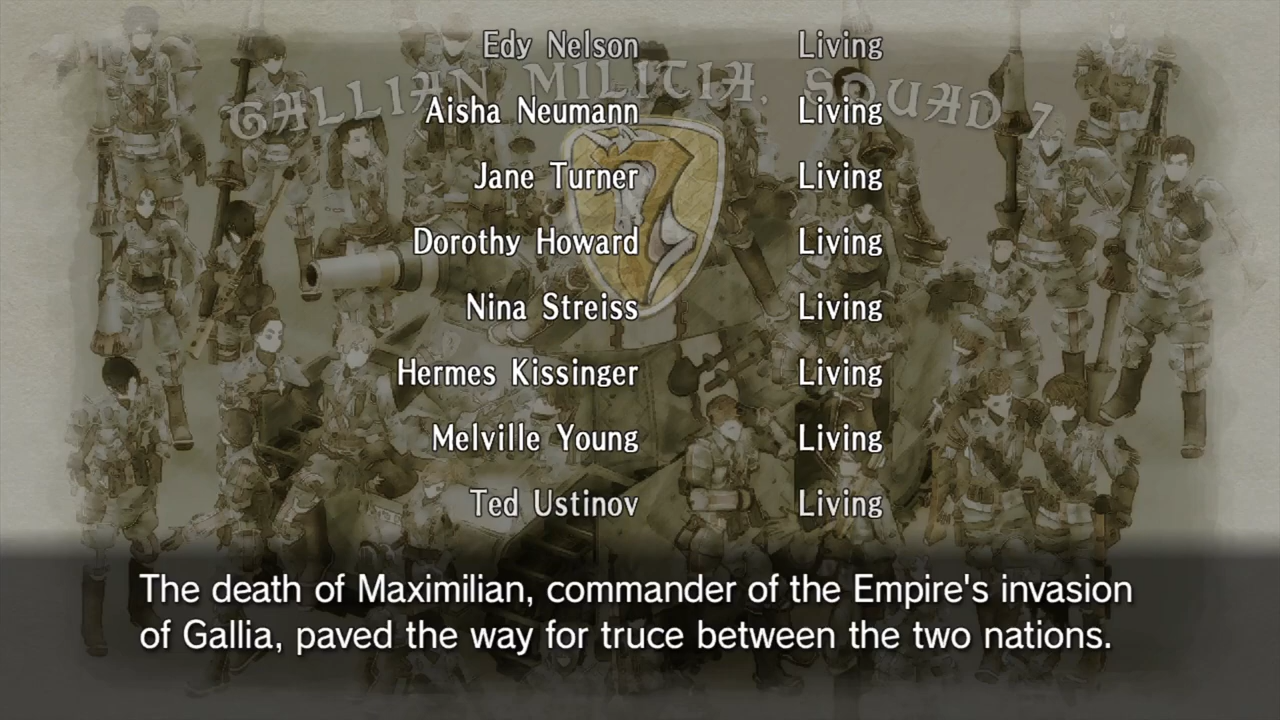 Edy Nelson Living
GALLIAN MILITIA. SQUAD 7
Aisha Neumann Living
Jane Turner Living
7
Dorothy Howard Living
Nina Streiss Living
Hermes Kissinger Living
Melville Young Living
Ted Ustinov Living
The death of Maximilian, commander of the Empire's invasion
of Gallia, paved the way for truce between the two nations.